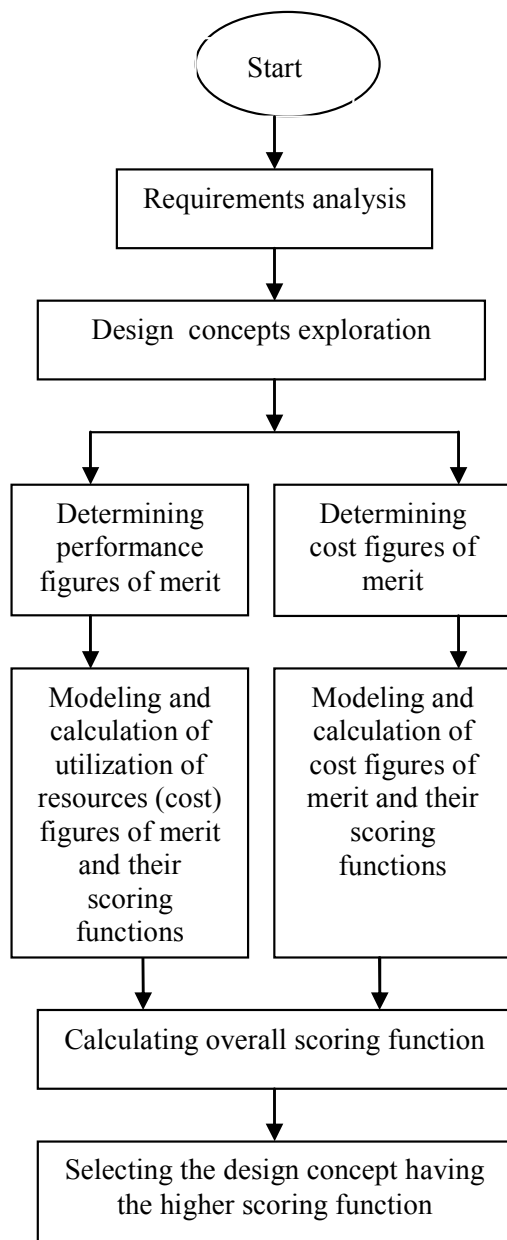 Start
Requirements analysis
Design concepts exploration
Determining
performance
figures of merit
Determining
cost figures of
merit
Modeling and
calculation of
utilization of
resources (cost)
figures of merit
and their
scoring
functions
Modeling and
calculation of
cost figures of
merit and their
scoring
functions
Calculating overall scoring function
Selecting the design concept having
the higher scoring function